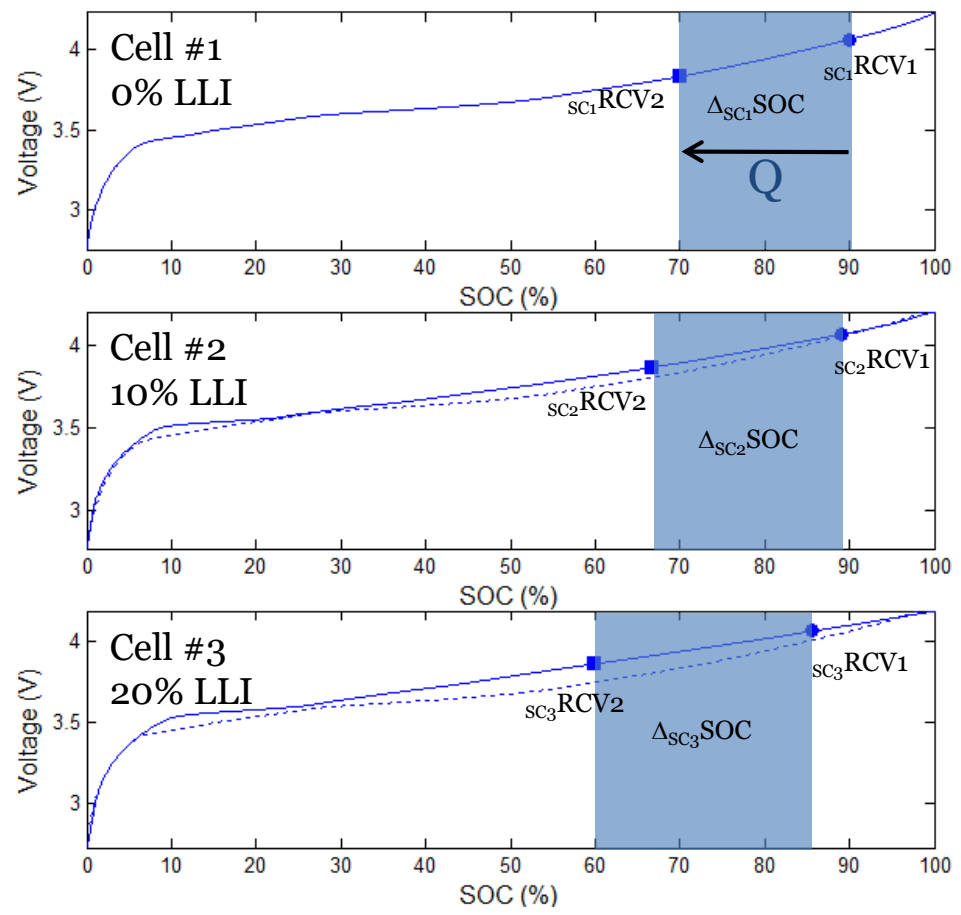 Cell #1
0% LLI
SC1RCV2
SC1RCV1
ΔSC1SOC
Q
Voltage (V)
4
3.5
3
0 10 20 30 40 50 60 70 80 90 100
SOC (%)
Cell #2
10% LLI
SC2RCV2
SC2RCV1
ΔSC2SOC
Voltage (V)
4
3.5
3
0 10 20 30 40 50 60 70 80 90 100
SOC (%)
Cell #3
20% LLI
SC3RCV2
SC3RCV1
ΔSC3SOC
Voltage (V)
4
3.5
3
0 10 20 30 40 50 60 70 80 90 100
SOC (%)